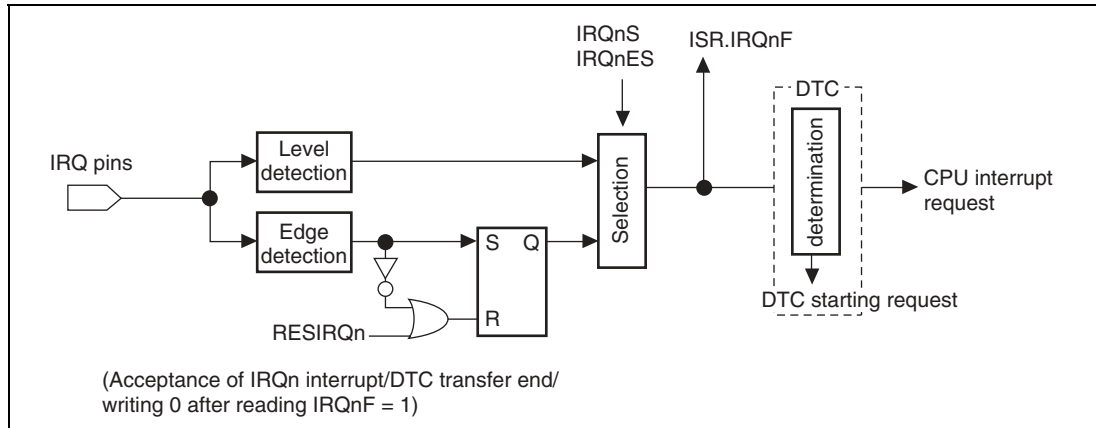 IRQnS
IRQnES
ISR.IRQnF
DTC
IRQ pins
Level
detection
Edge
detection
S Q
R
Selection
determination
CPU interrupt
request
DTC starting request
RESIRQn
(Acceptance of IRQn interrupt/DTC transfer end/
writing 0 after reading IRQnF = 1)